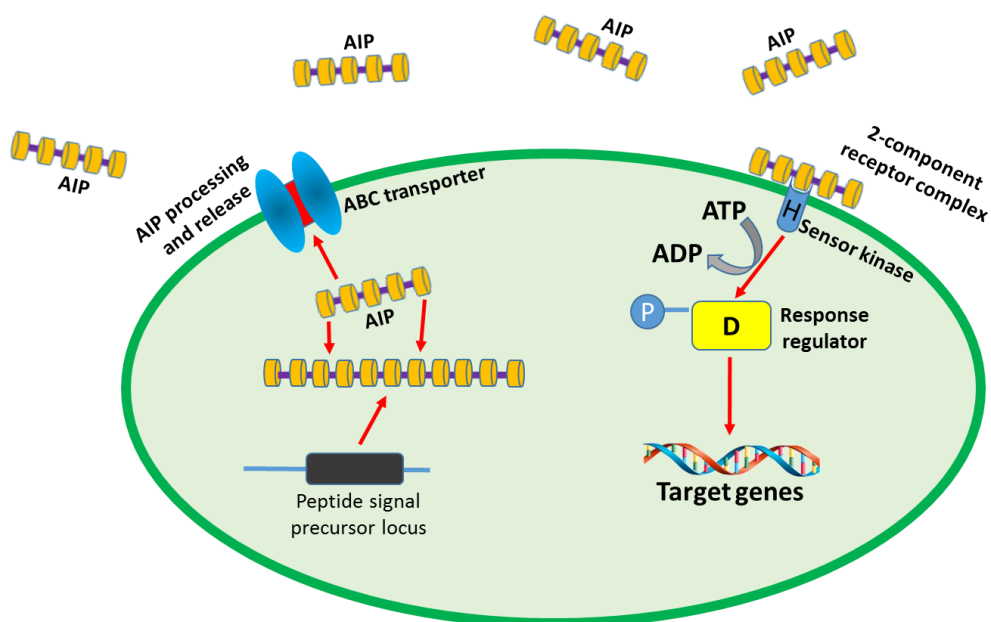 AIP
AIP
AIP
AIP
AIP processing
and release
ABC transporter
2-component
receptor complex
H
Sensor kinase
ATP
ADP
AIP
P
D
Response
regulator
Peptide signal
precursor locus
Target genes